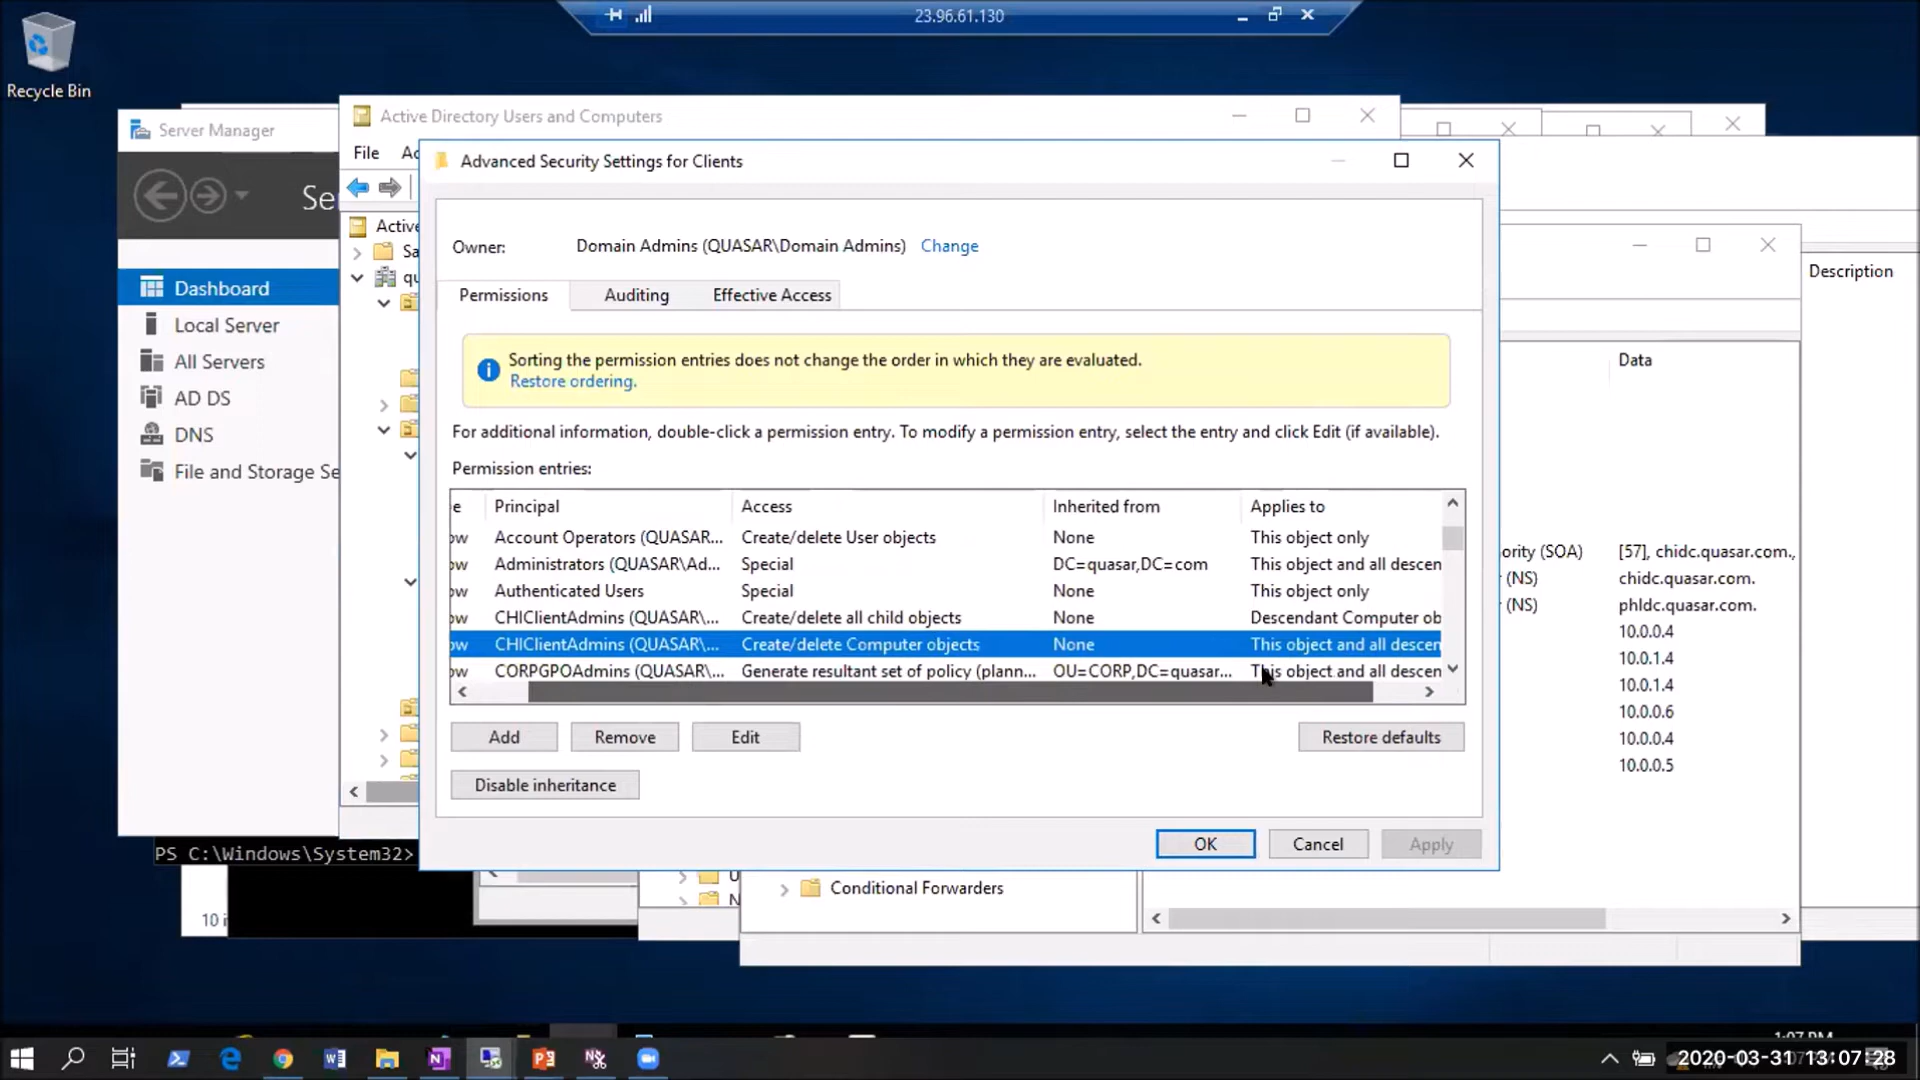 23.96.61.130
Recycle Bin
Server Manager
Active Directory Users and Computers
File
Advanced Security Settings for Clients
Owner: Domain Admins (QUASAR\Domain Admins) Change
Active
Dashboard
Local Server
All Servers
AD DS
DNS
File and Storage Se
Permissions Auditing Effective Access
Sorting the permission entries does not change the order in which they are evaluated.
Restore ordering.
For additional information, double-click a permission entry. To modify a permission entry, select the entry and click Edit (if available).
Permission entries:
e Principal Access Inherited from Applies to
ow Account Operators (QUASAR... Create/delete User objects None This object only
ow Administrators (QUASAR\Ad... Special DC=quasar,DC=com This object and all descen
ow Authenticated Users Special None This object only
ow CHIClientAdmins (QUASAR\... Create/delete all child objects None Descendant Computer ob
ow CHIClientAdmins (QUASAR\... Create/delete Computer objects None This object and all descen
ow CORPGPOAdmins (QUASAR\... Generate resultant set of policy (plann... OU=CORP,DC=quasar... This object and all descen
Add Remove Edit Restore defaults
Disable inheritance
OK Cancel Apply
Description
Data
ority (SOA) [57], chidc.quasar.com.,
(NS) chidc.quasar.com.
(NS) phldc.quasar.com.
10.0.0.4
10.0.1.4
10.0.1.4
10.0.0.6
10.0.0.4
10.0.0.5
PS C:\Windows\System32>
Conditional Forwarders
2020-03-31 13:07:28